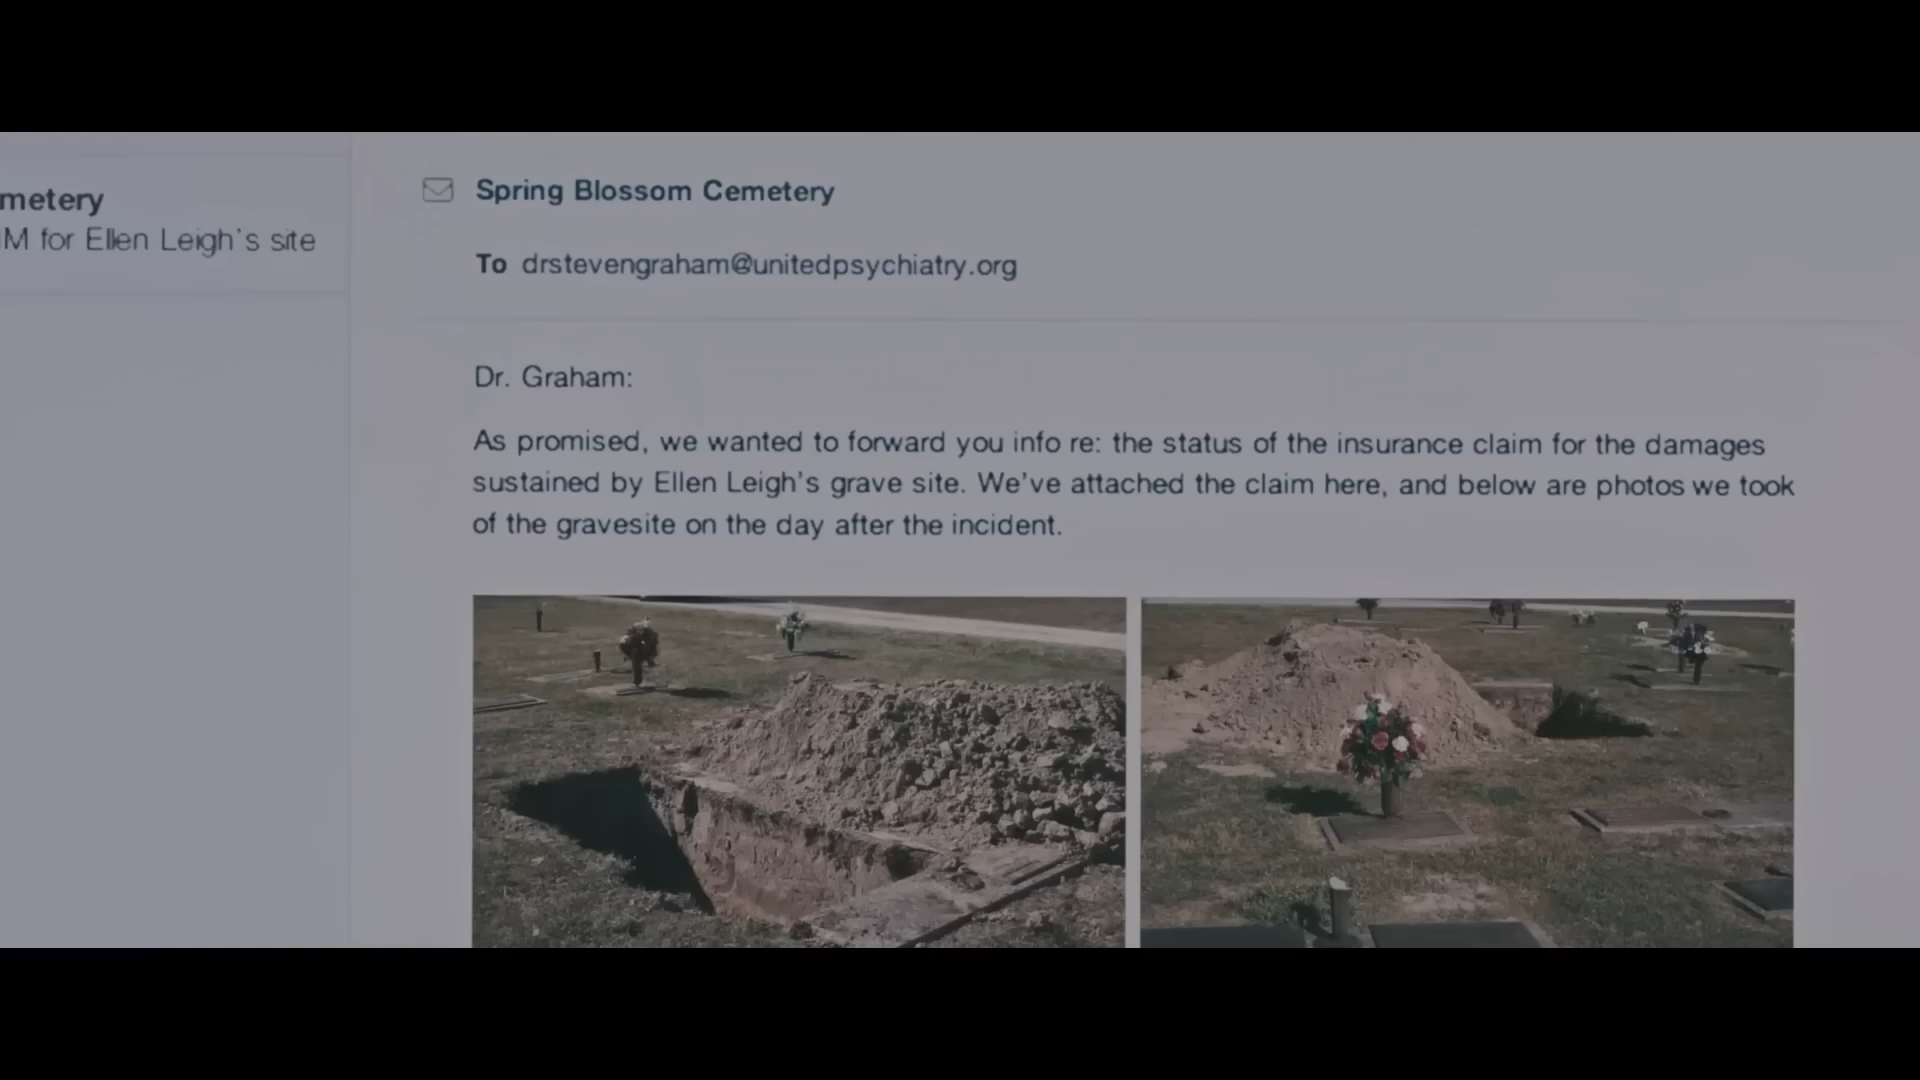 metery
IM for Ellen Leigh's site
Spring Blossom Cemetery
To drstevengraham@unitedpsychiatry.org
Dr. Graham:
As promised, we wanted to forward you info re: the status of the insurance claim for the damages
sustained by Ellen Leigh's grave site. We've attached the claim here, and below are photos we took
of the gravesite on the day after the incident.